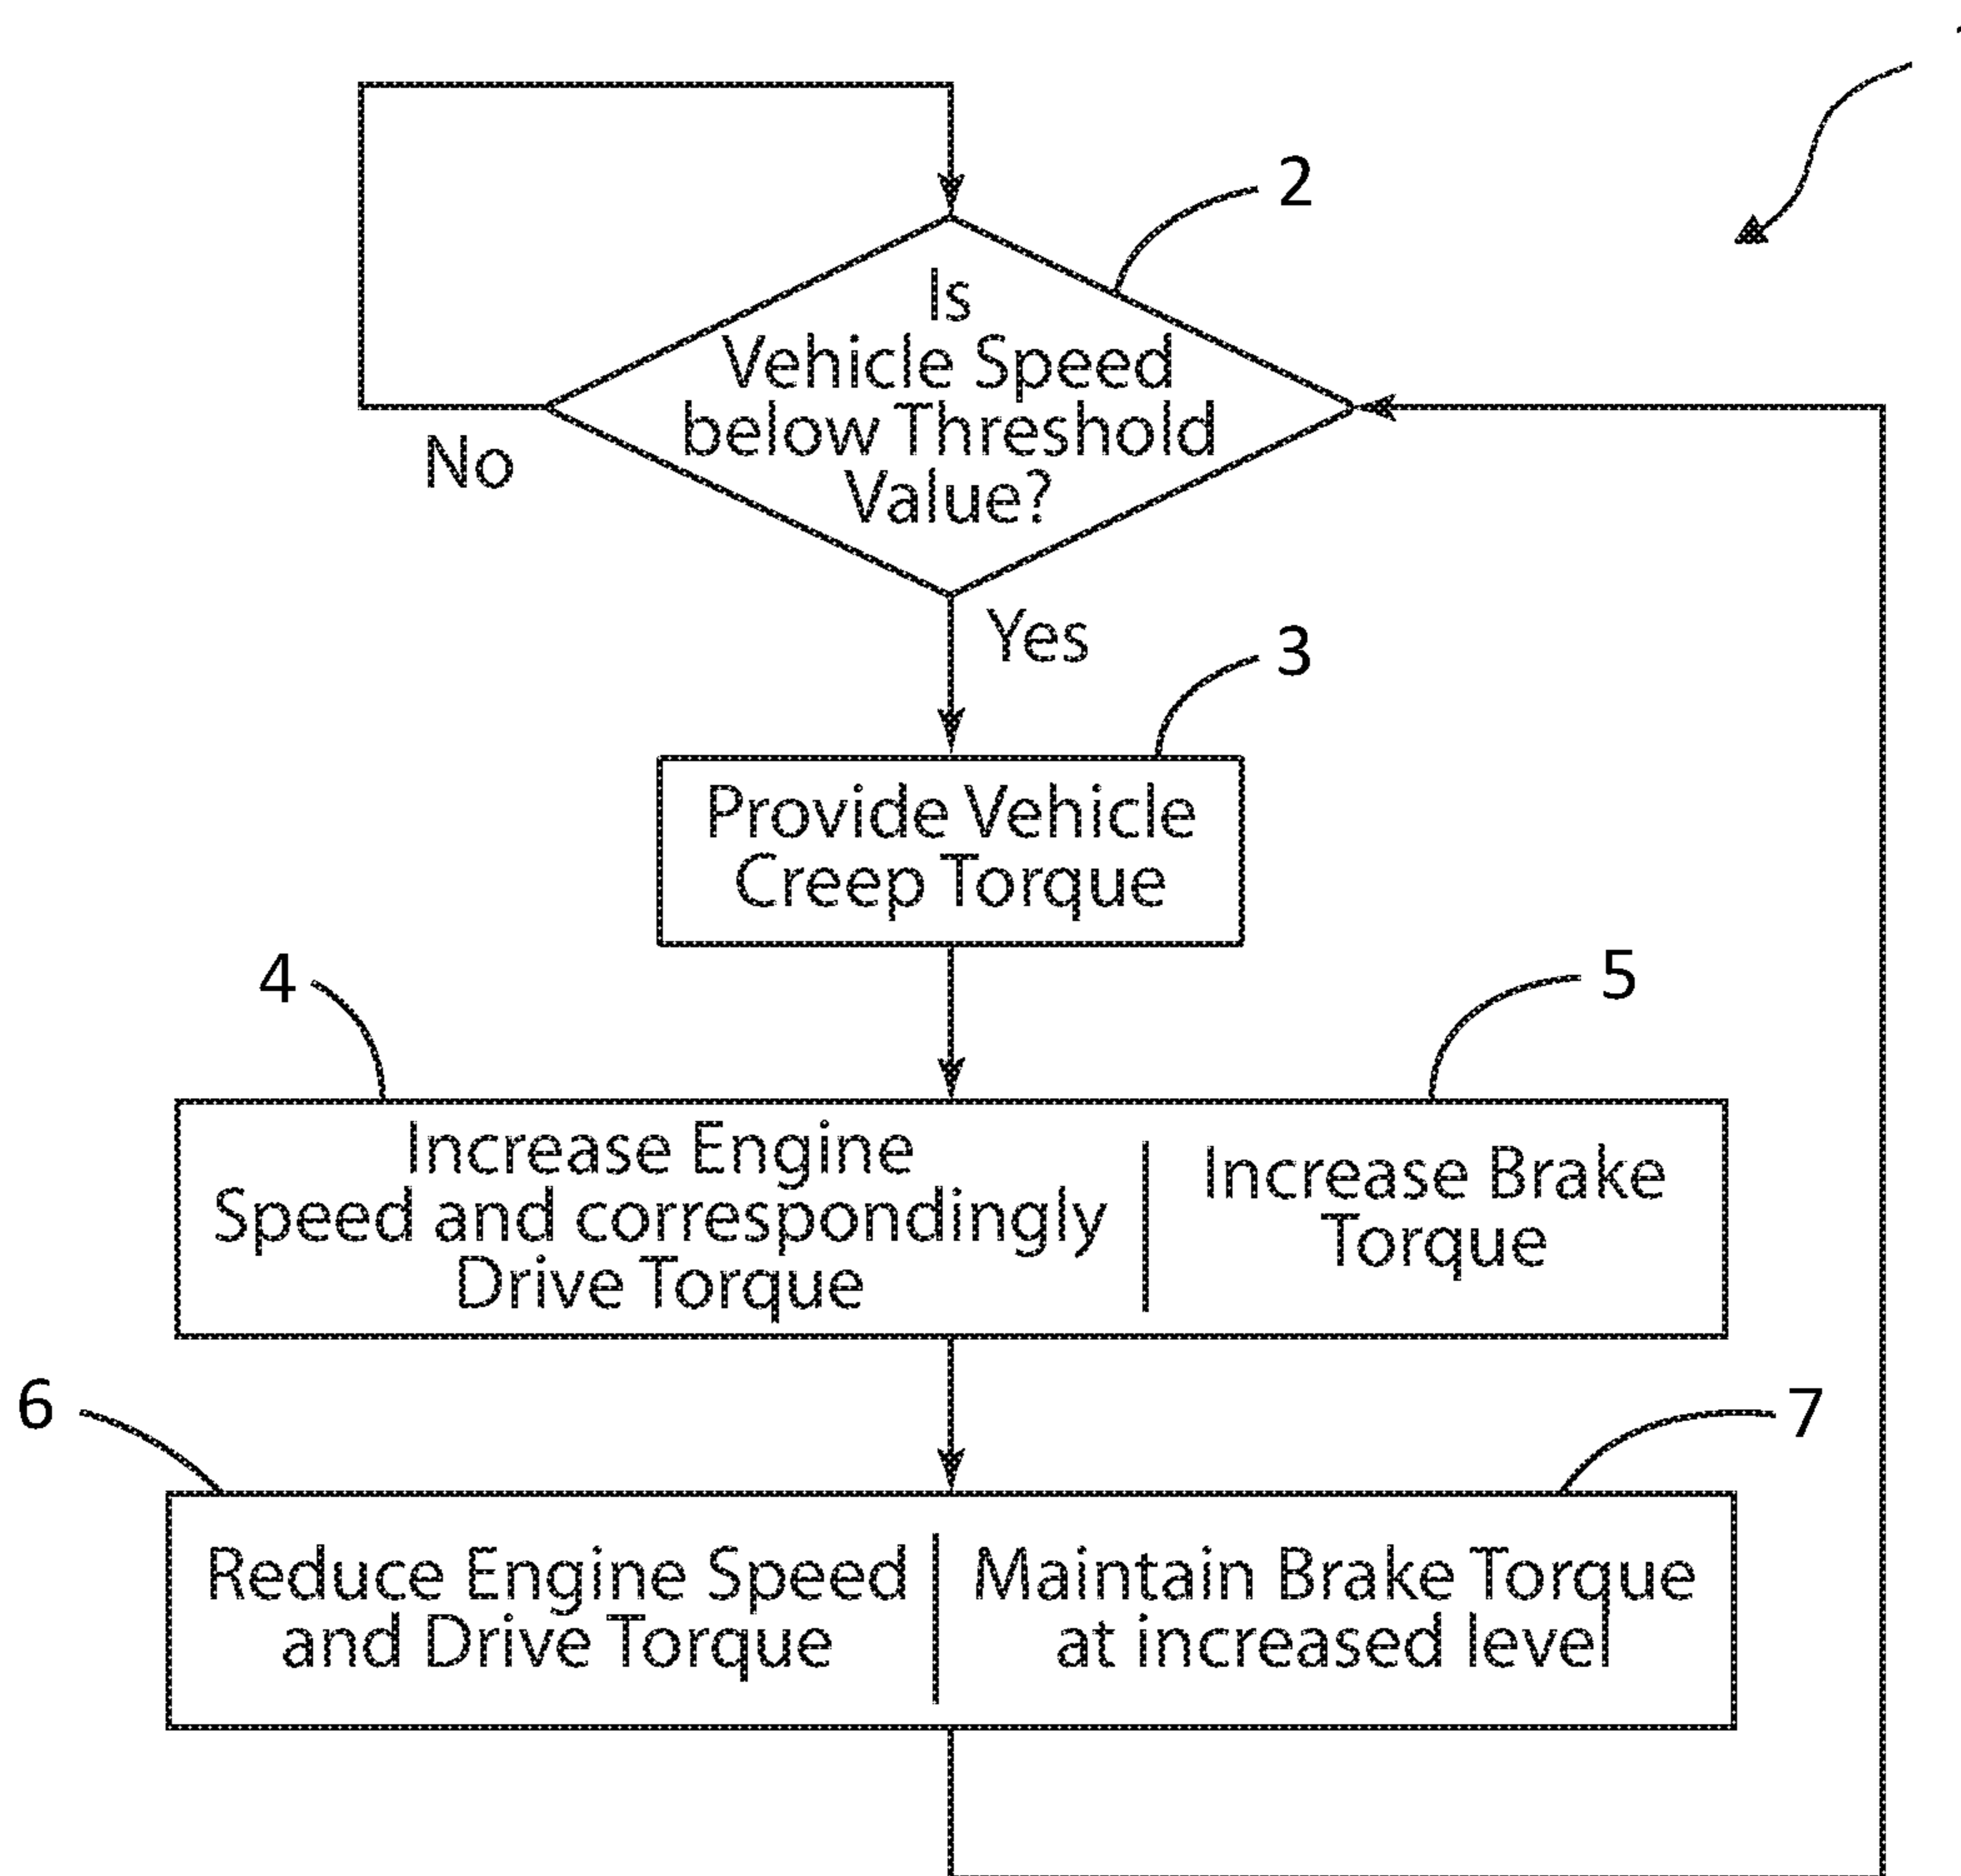 2
Is
Vehicle Speed
below Threshold
Value?
No
Yes
3
Provide Vehicle
Creep Torque
4
5
Increase Engine
Speed and correspondingly
Drive Torque
Increase Brake
Torque
6
7
Reduce Engine Speed
and Drive Torque
Maintain Brake Torque
at increased level